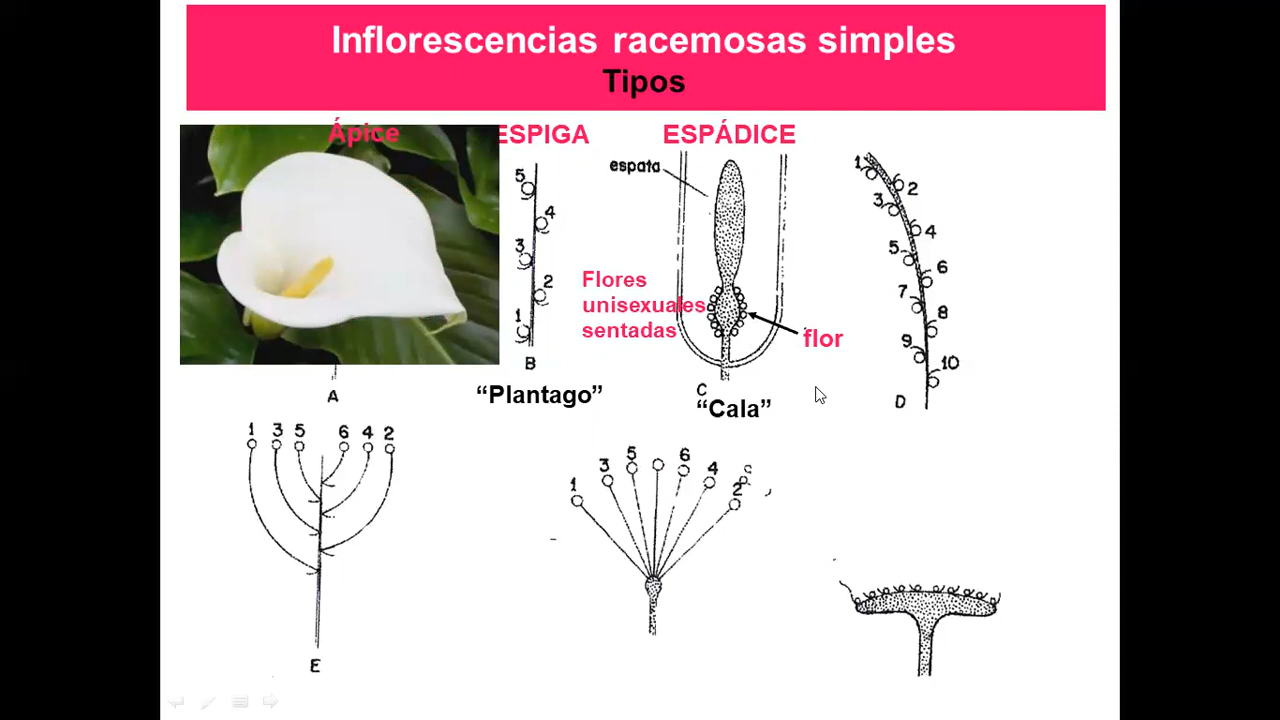 Inflorescencias racemosas simples
Tipos
Ápice
ESPIGA
ESPÁDICE
espata
5
4
3
2
1
B
"Plantago"
Flores
unisexuales
sentadas
flor
C
"Cala"
1
2
3
4
5
6
7
8
9
10
D
A
1 3 5 6 4 2
E
1 3 5 6 4 2